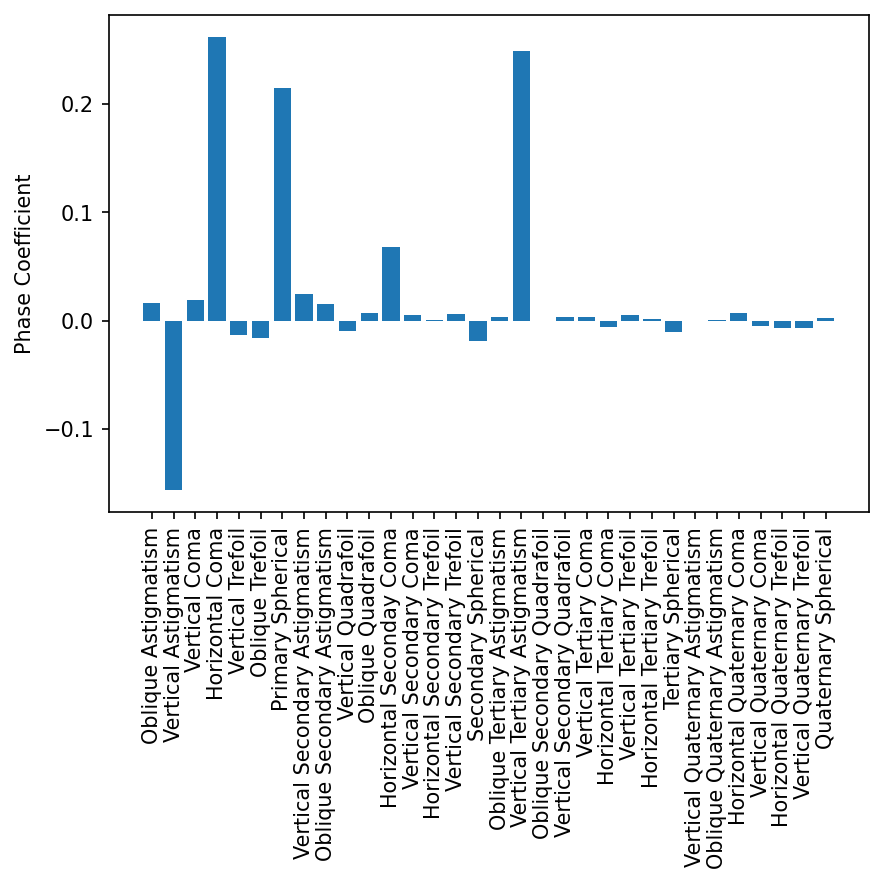 Phase Coefficient
0.2
0.1
0.0
−0.1
Oblique Astigmatism
Vertical Astigmatism
Vertical Coma
Horizontal Coma
Vertical Trefoil
Oblique Trefoil
Primary Spherical
Vertical Secondary Astigmatism
Oblique Secondary Astigmatism
Vertical Quadrafoil
Oblique Quadrafoil
Horizontal Seconday Coma
Vertical Secondary Coma
Horizontal Secondary Trefoil
Vertical Secondary Trefoil
Secondary Spherical
Oblique Tertiary Astigmatism
Vertical Tertiary Astigmatism
Oblique Secondary Quadrafoil
Vertical Secondary Quadrafoil
Vertical Tertiary Coma
Horizontal Tertiary Coma
Vertical Tertiary Trefoil
Horizontal Tertiary Trefoil
Tertiary Spherical
Vertical Quaternary Astigmatism
Oblique Quaternary Astigmatism
Horizontal Quaternary Coma
Vertical Quaternary Coma
Horizontal Quaternary Trefoil
Vertical Quaternary Trefoil
Quaternary Spherical